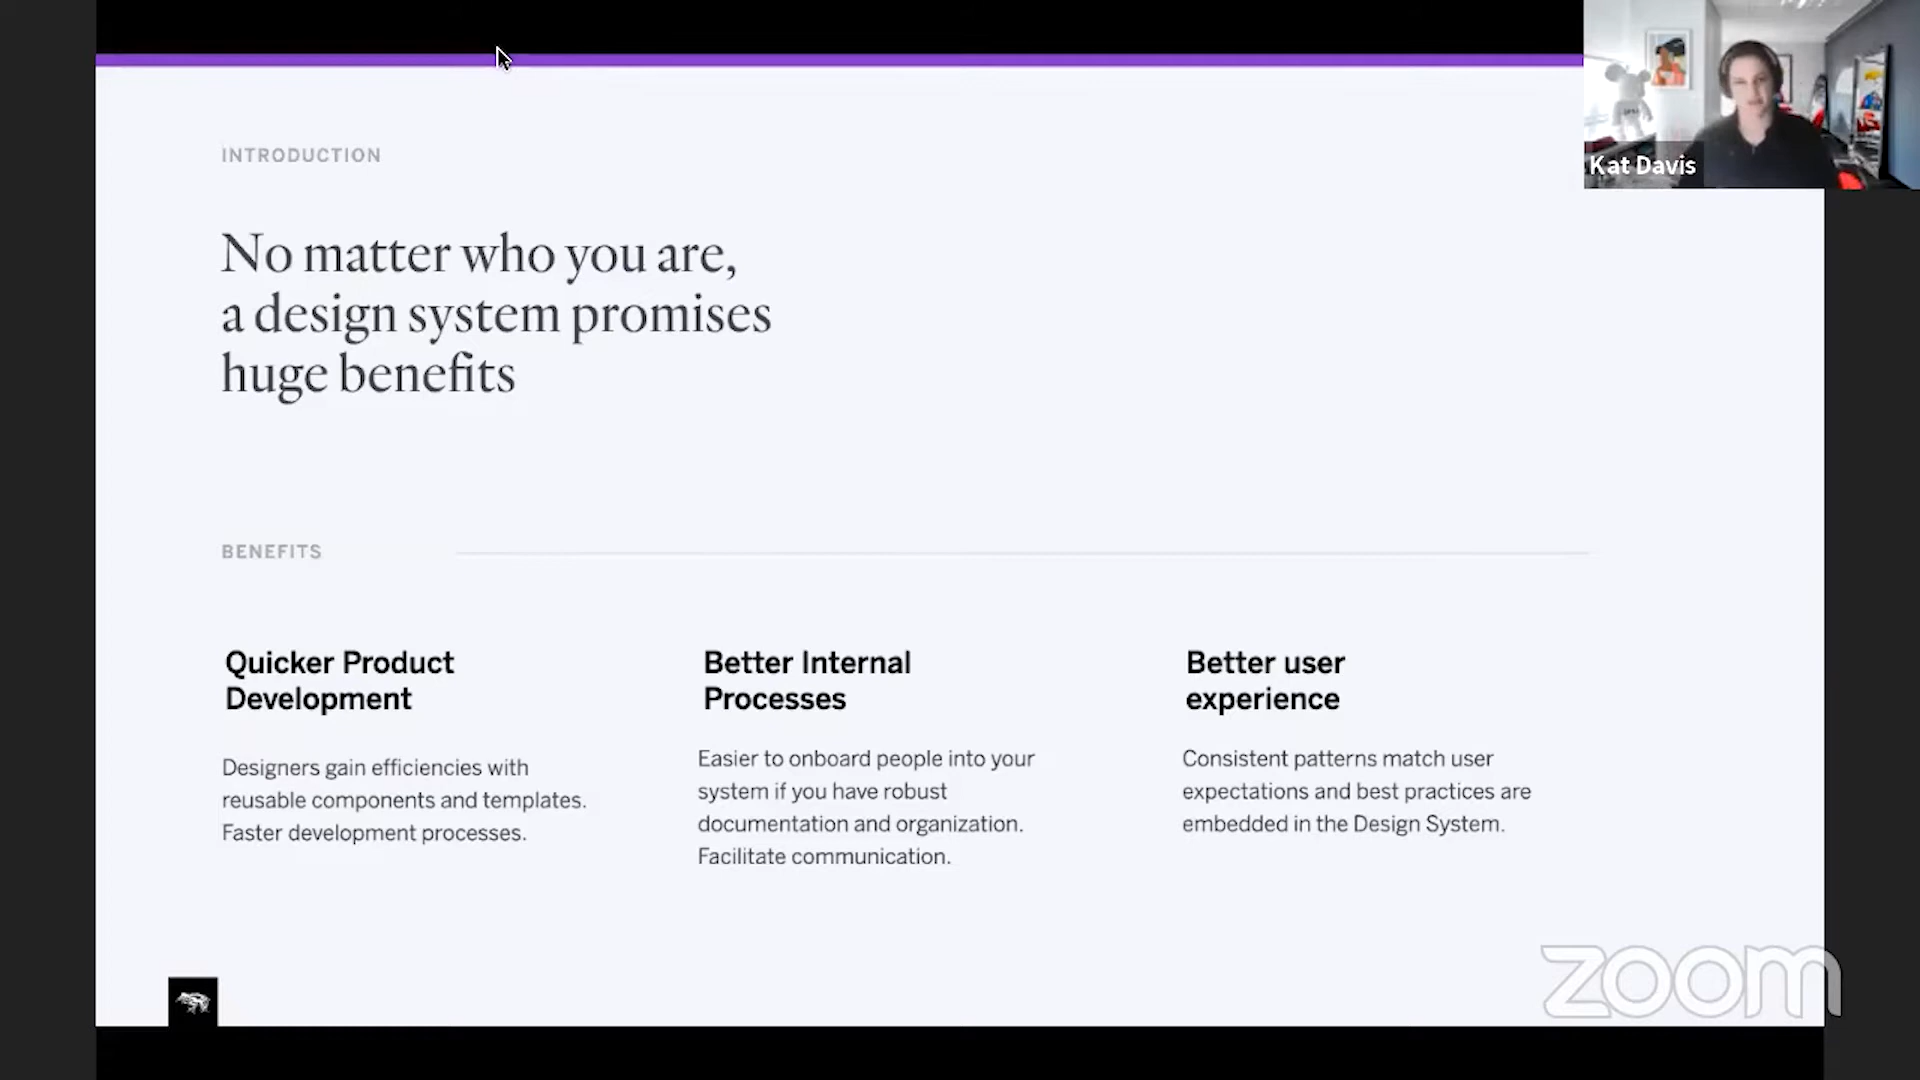 INTRODUCTION
No matter who you are,
a design system promises
huge benefits
Kat Davis
BENEFITS
Quicker Product
Development
Designers gain efficiencies with
reusable components and templates.
Faster development processes.
Better Internal
Processes
Easier to onboard people into your
system if you have robust
documentation and organization.
Facilitate communication.
Better user
experience
Consistent patterns match user
expectations and best practices are
embedded in the Design System.
zoom